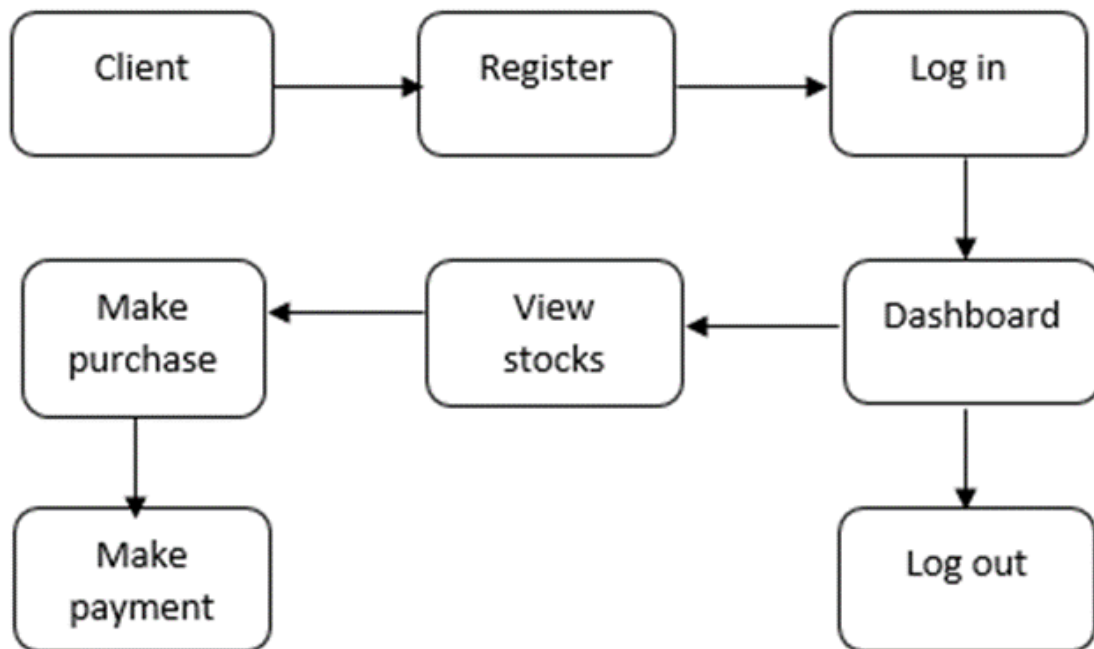 Client
Register
Log in
Dashboard
View
stocks
Make
purchase
Make
payment
Log out